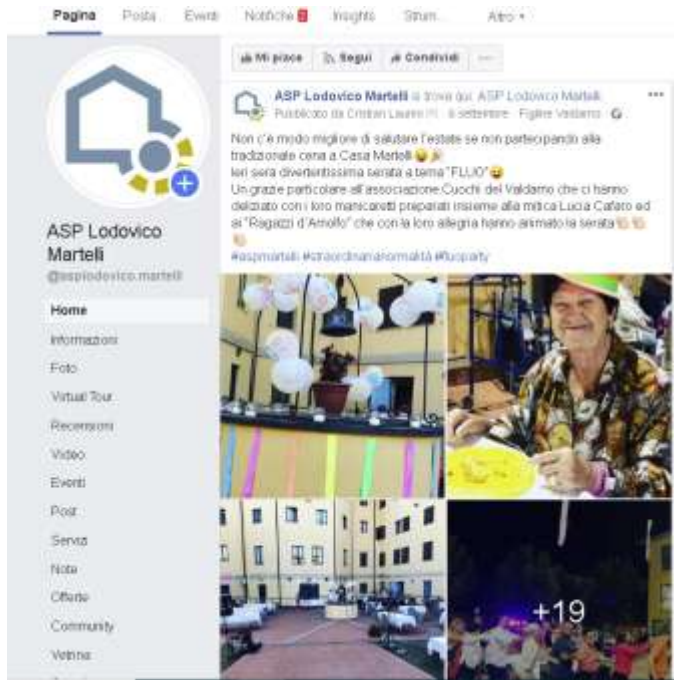 Pagina Posta Eventi Notifiche 2 Insights Strum... Altro
Mi piace Segui Condividi ...
ASP Lodovico Martelli si trova qui: ASP Lodovico Martelli.
Pubblicato da Cristian · 6 settembre · Figline Valdarno ·
Non c'è modo migliore di salutare l'estate se non partecipando alla
tradizionale cena a Casa Martelli😜🎉
Ieri sera divertentissima serata a tema "FLUO"😜
Un grazie particolare all'associazione Cuochi del Valdarno che ci hanno
deliziato con i loro manicaretti preparati insieme alla mitica Lucia Cafaro ed
ai "Ragazzi d'Arnolfo" che con la loro allegria hanno animato la serata👏🏻👏🏻
👏🏻
#aspmartelli #straordinarianormalità #fluoparty
ASP Lodovico
Martelli
@asplodovico.martelli
Home
Informazioni
Foto
Virtual Tour
Recensioni
Video
Eventi
Post
Servizi
Note
Offerte
Community
Vetrina
+19